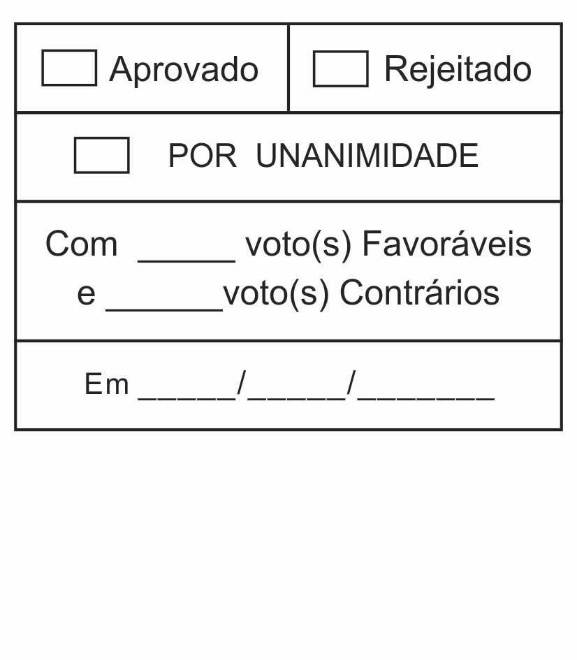 Aprovado Rejeitado
POR UNANIMIDADE
Com _____ voto(s) Favoráveis
e ______voto(s) Contrários
Em _____/_____/_______